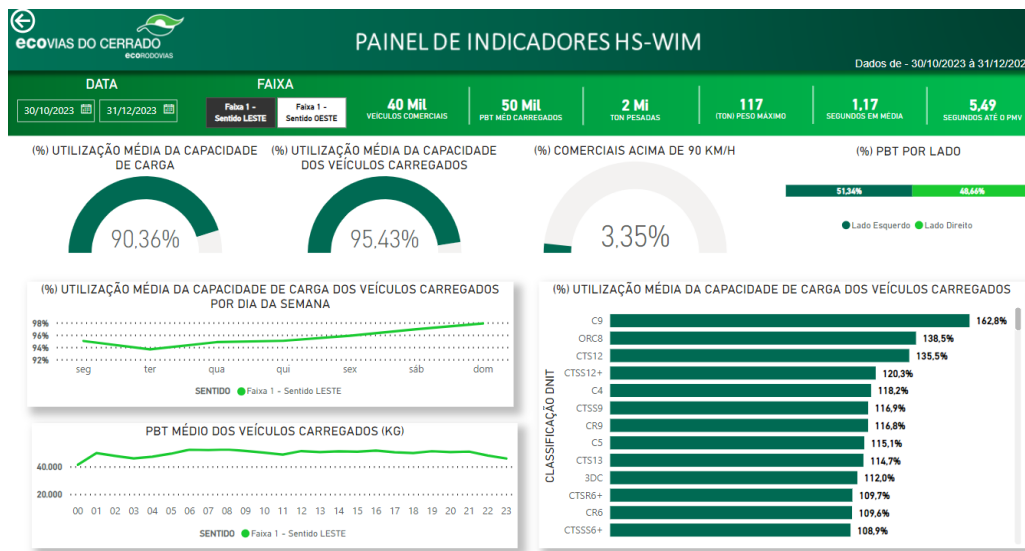 ecoVIAS DO CERRADO
ecoRODOVIAS
PAINEL DE INDICADORES HS-WIM
Dados de - 30/10/2023 à 31/12/202
DATA
FAIXA
30/10/2023
31/12/2023
Faixa 1 -
Sentido LESTE
Faixa 1 -
Sentido OESTE
40 Mil
VEÍCULOS COMERCIAIS
50 Mil
PBT MÉD CARREGADOS
2 Mi
TON PESADAS
117
(TON) PESO MÁXIMO
1,17
SEGUNDOS EM MÉDIA
5,49
SEGUNDOS ATÉ O PMV
(%) UTILIZAÇÃO MÉDIA DA CAPACIDADE
DE CARGA
90,36%
(%) UTILIZAÇÃO MÉDIA DA CAPACIDADE
DOS VEÍCULOS CARREGADOS
95,43%
(%) COMERCIAIS ACIMA DE 90 KM/H
3,35%
(%) PBT POR LADO
51,34% 48,66%
Lado Esquerdo Lado Direito
(%) UTILIZAÇÃO MÉDIA DA CAPACIDADE DE CARGA DOS VEÍCULOS CARREGADOS
POR DIA DA SEMANA
98%
96%
94%
92%
seg ter qua qui sex sáb dom
SENTIDO Faixa 1 - Sentido LESTE
PBT MÉDIO DOS VEÍCULOS CARREGADOS (KG)
40.000
20.000
00 01 02 03 04 05 06 07 08 09 10 11 12 13 14 15 16 17 18 19 20 21 22 23
SENTIDO Faixa 1 - Sentido LESTE
(%) UTILIZAÇÃO MÉDIA DA CAPACIDADE DE CARGA DOS VEÍCULOS CARREGADOS
CLASSIFICAÇÃO DNIT
C9 162,8%
ORC8 138,5%
CTS12 135,5%
CTSS12+ 120,3%
C4 118,2%
CTSS9 116,9%
CR9 116,8%
C5 115,1%
CTS13 114,7%
3DC 112,0%
CTSR6+ 109,7%
CR6 109,6%
CTSSS6+ 108,9%